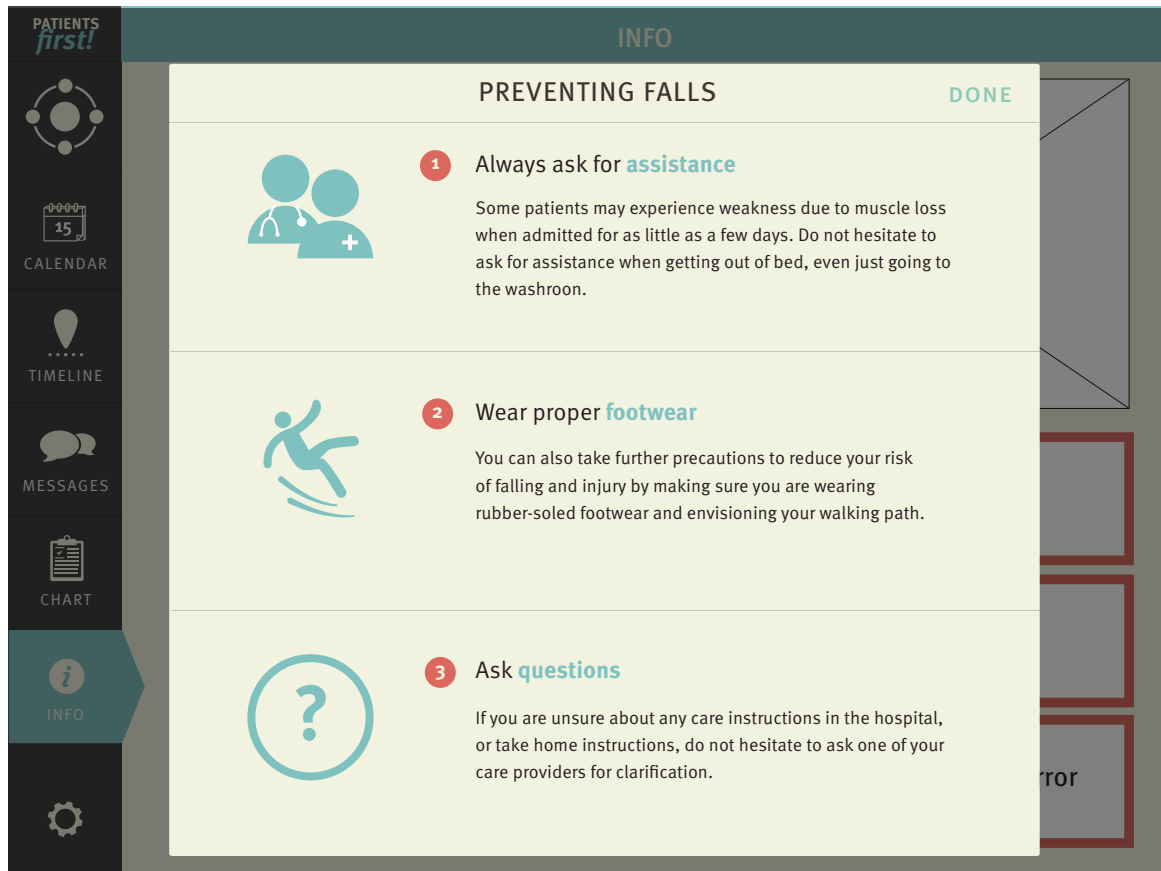 PATIENTS
first!
INFO
15
CALENDAR
TIMELINE
MESSAGES
CHART
i
INFO
PREVENTING FALLS
DONE
1 Always ask for assistance
Some patients may experience weakness due to muscle loss
when admitted for as little as a few days. Do not hesitate to
ask for assistance when getting out of bed, even just going to
the washroon.
2 Wear proper footwear
You can also take further precautions to reduce your risk
of falling and injury by making sure you are wearing
rubber-soled footwear and envisioning your walking path.
?
3 Ask questions
If you are unsure about any care instructions in the hospital,
or take home instructions, do not hesitate to ask one of your
care providers for clarification.
rror